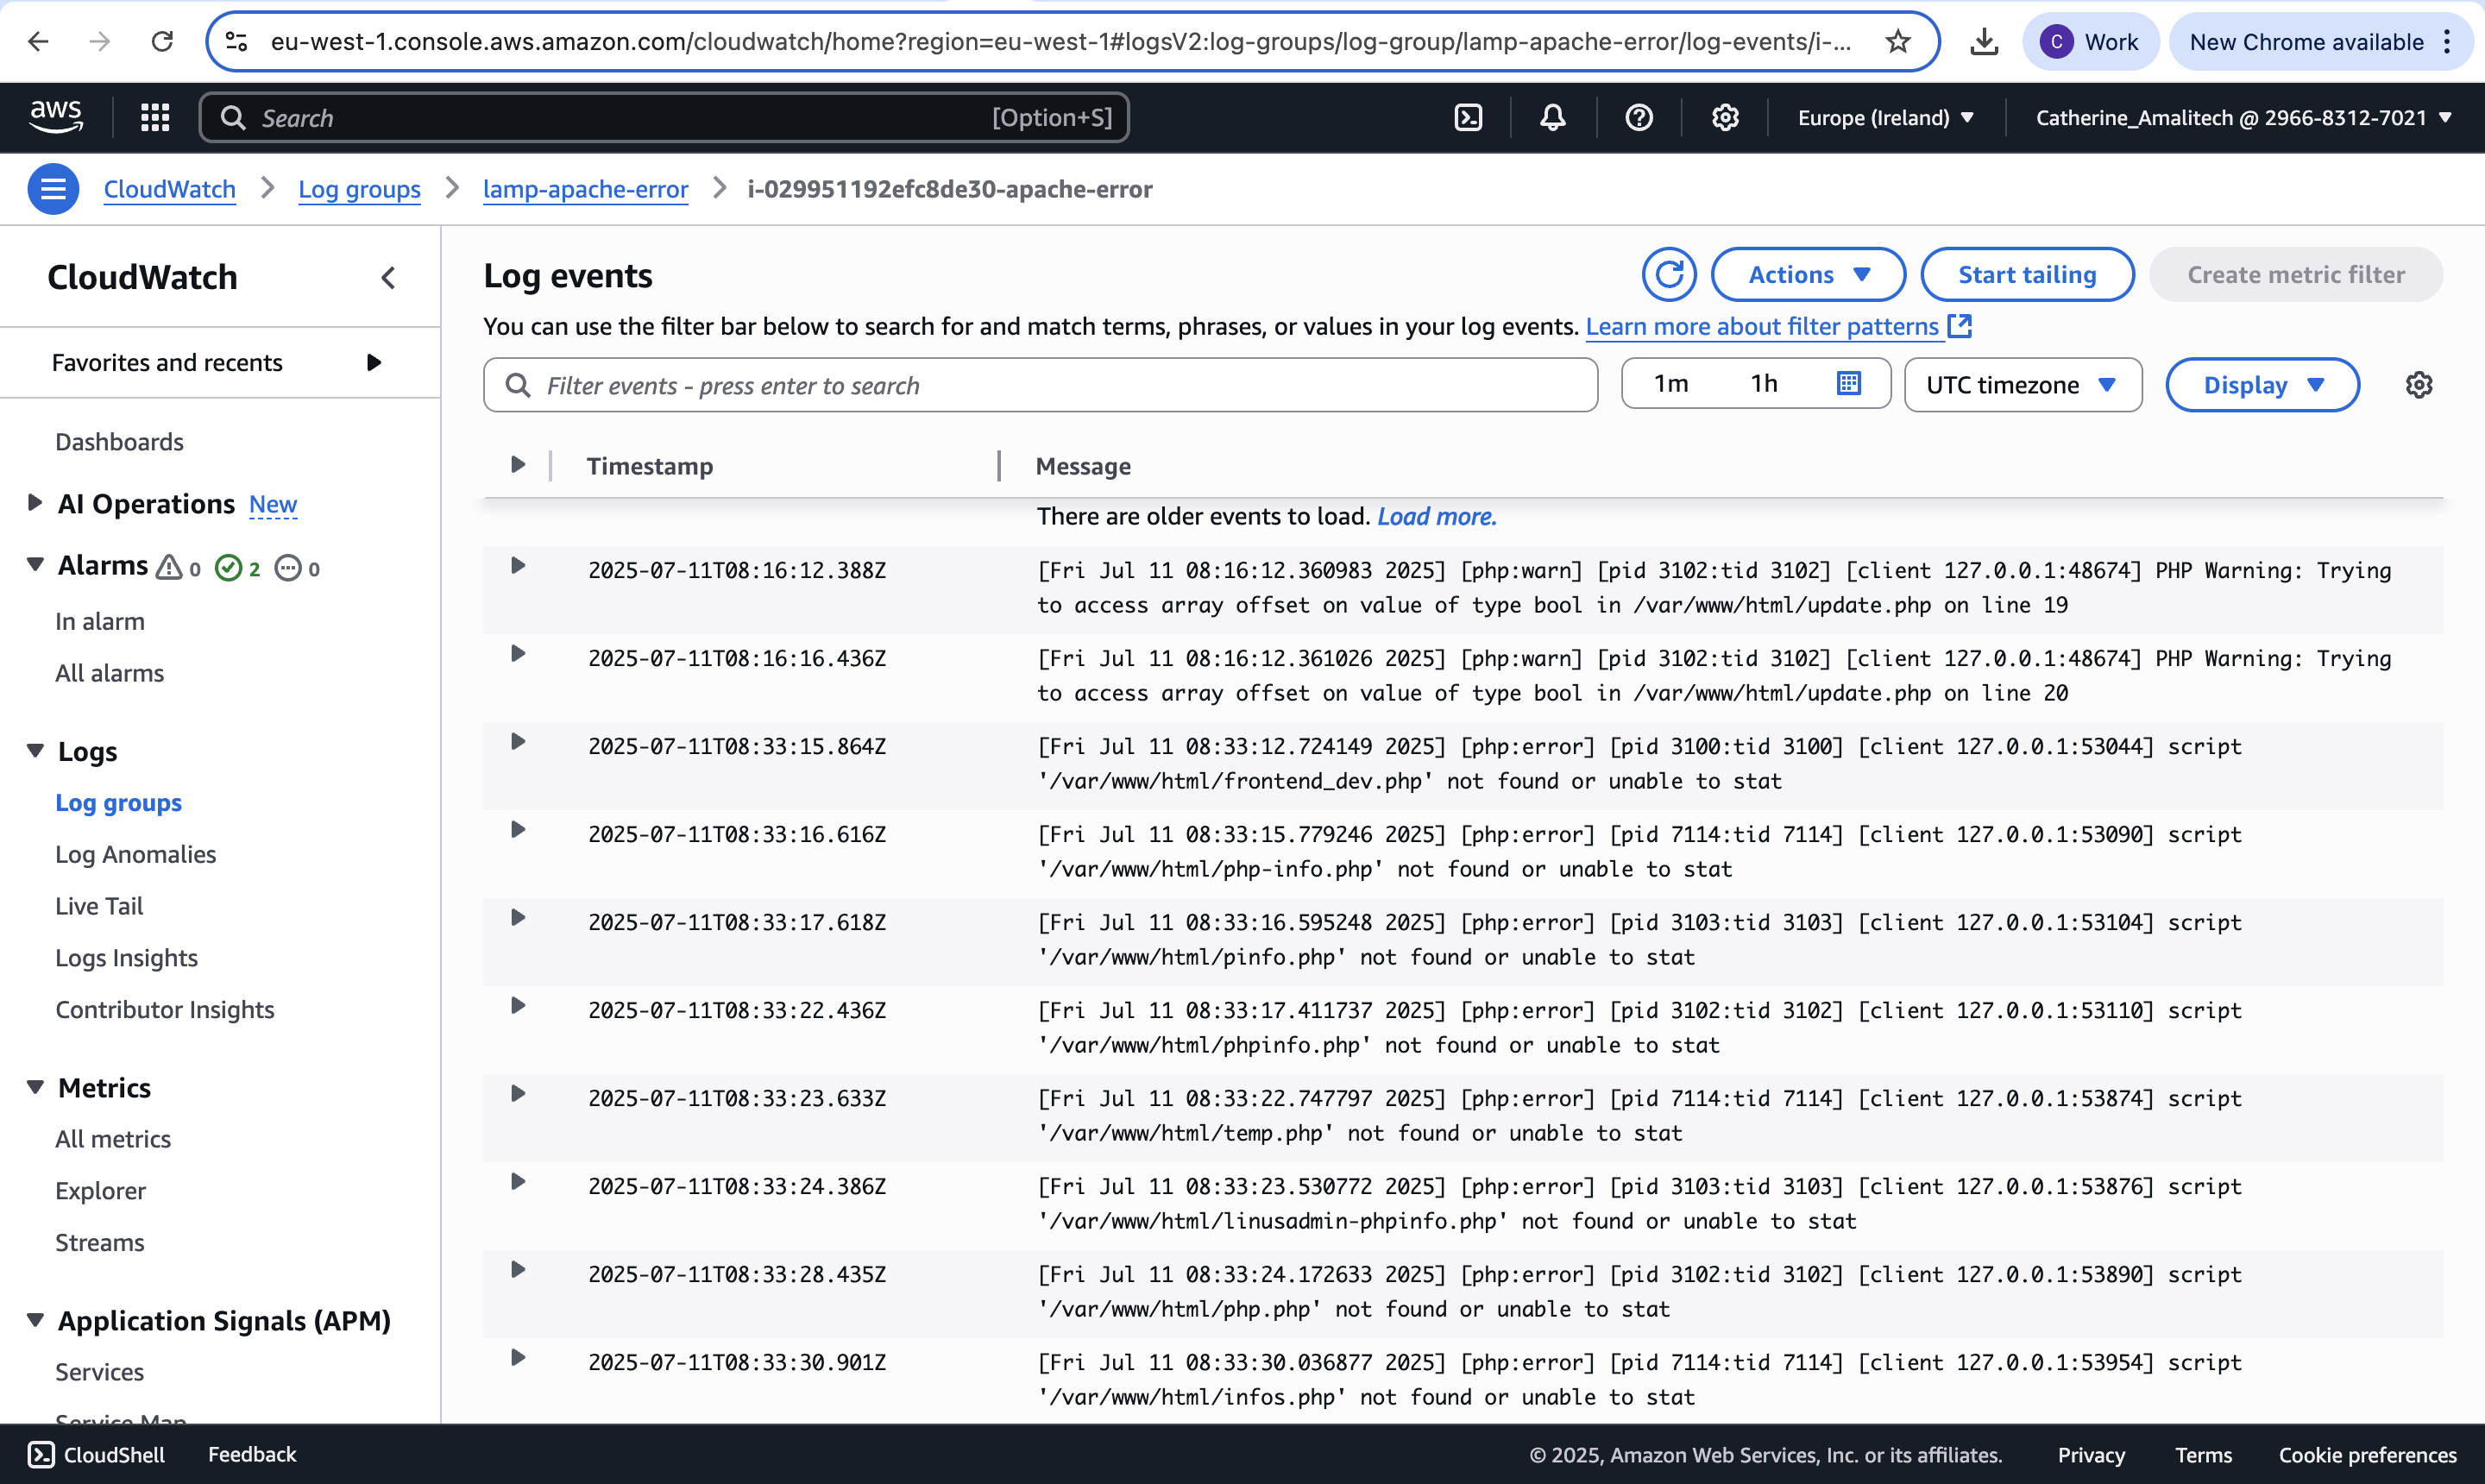 eu-west-1.console.aws.amazon.com/cloudwatch/home?region=eu-west-1#logsV2:log-groups/log-group/lamp-apache-error/log-events/i-...
C Work
New Chrome available
aws
Search [Option+S]
Europe (Ireland)
Catherine_Amalitech @ 2966-8312-7021
CloudWatch
Log groups
lamp-apache-error
i-029951192efc8de30-apache-error
CloudWatch
Favorites and recents
Dashboards
AI Operations New
Alarms 0 2 0
In alarm
All alarms
Logs
Log groups
Log Anomalies
Live Tail
Logs Insights
Contributor Insights
Metrics
All metrics
Explorer
Streams
Application Signals (APM)
Services
Service Map
Log events
Actions
Start tailing
Create metric filter
You can use the filter bar below to search for and match terms, phrases, or values in your log events. Learn more about filter patterns
Filter events - press enter to search
1m 1h
UTC timezone
Display
Timestamp Message
There are older events to load. Load more.
2025-07-11T08:16:12.388Z [Fri Jul 11 08:16:12.360983 2025] [php:warn] [pid 3102:tid 3102] [client 127.0.0.1:48674] PHP Warning: Trying
to access array offset on value of type bool in /var/www/html/update.php on line 19
2025-07-11T08:16:16.436Z [Fri Jul 11 08:16:12.361026 2025] [php:warn] [pid 3102:tid 3102] [client 127.0.0.1:48674] PHP Warning: Trying
to access array offset on value of type bool in /var/www/html/update.php on line 20
2025-07-11T08:33:15.864Z [Fri Jul 11 08:33:12.724149 2025] [php:error] [pid 3100:tid 3100] [client 127.0.0.1:53044] script
'/var/www/html/frontend_dev.php' not found or unable to stat
2025-07-11T08:33:16.616Z [Fri Jul 11 08:33:15.779246 2025] [php:error] [pid 7114:tid 7114] [client 127.0.0.1:53090] script
'/var/www/html/php-info.php' not found or unable to stat
2025-07-11T08:33:17.618Z [Fri Jul 11 08:33:16.595248 2025] [php:error] [pid 3103:tid 3103] [client 127.0.0.1:53104] script
'/var/www/html/pinfo.php' not found or unable to stat
2025-07-11T08:33:22.436Z [Fri Jul 11 08:33:17.411737 2025] [php:error] [pid 3102:tid 3102] [client 127.0.0.1:53110] script
'/var/www/html/phpinfo.php' not found or unable to stat
2025-07-11T08:33:23.633Z [Fri Jul 11 08:33:22.747797 2025] [php:error] [pid 7114:tid 7114] [client 127.0.0.1:53874] script
'/var/www/html/temp.php' not found or unable to stat
2025-07-11T08:33:24.386Z [Fri Jul 11 08:33:23.530772 2025] [php:error] [pid 3103:tid 3103] [client 127.0.0.1:53876] script
'/var/www/html/linusadmin-phpinfo.php' not found or unable to stat
2025-07-11T08:33:28.435Z [Fri Jul 11 08:33:24.172633 2025] [php:error] [pid 3102:tid 3102] [client 127.0.0.1:53890] script
'/var/www/html/php.php' not found or unable to stat
2025-07-11T08:33:30.901Z [Fri Jul 11 08:33:30.036877 2025] [php:error] [pid 7114:tid 7114] [client 127.0.0.1:53954] script
'/var/www/html/infos.php' not found or unable to stat
CloudShell
Feedback
© 2025, Amazon Web Services, Inc. or its affiliates.
Privacy
Terms
Cookie preferences